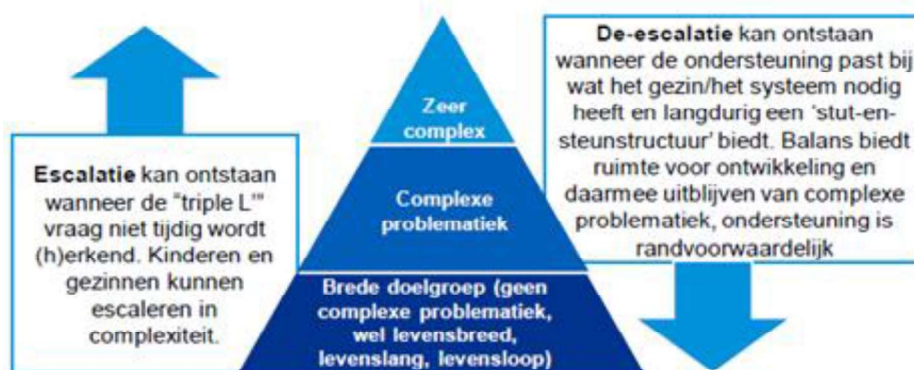 Escalatie kan ontstaan
wanneer de "triple L'"
vraag niet tijdig wordt
(h)erkend. Kinderen en
gezinnen kunnen
escaleren in
complexiteit.
Zeer
complex
Complexe
problematiek
Brede doelgroep (geen
complexe problematiek,
wel levensbreed,
levenslang, levensloop)
De-escalatie kan ontstaan
wanneer de ondersteuning past bij
wat het gezin/het systeem nodig
heeft en langdurig een 'stut-en-
steunstructuur' biedt. Balans biedt
ruimte voor ontwikkeling en
daarmee uitblijven van complexe
problematiek, ondersteuning is
randvoorwaardelijk